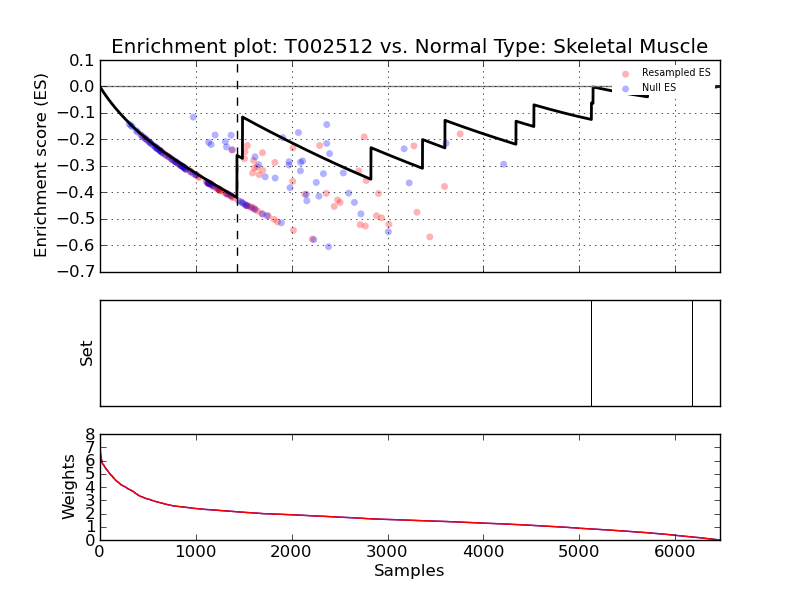 Enrichment plot: T002512 vs. Normal Type: Skeletal Muscle
Enrichment score (ES)
0.1
0.0
−0.1
−0.2
−0.3
−0.4
−0.5
−0.6
−0.7
Resampled ES
Null ES
Set
Weights
8
7
6
5
4
3
2
1
0
0 1000 2000 3000 4000 5000 6000
Samples